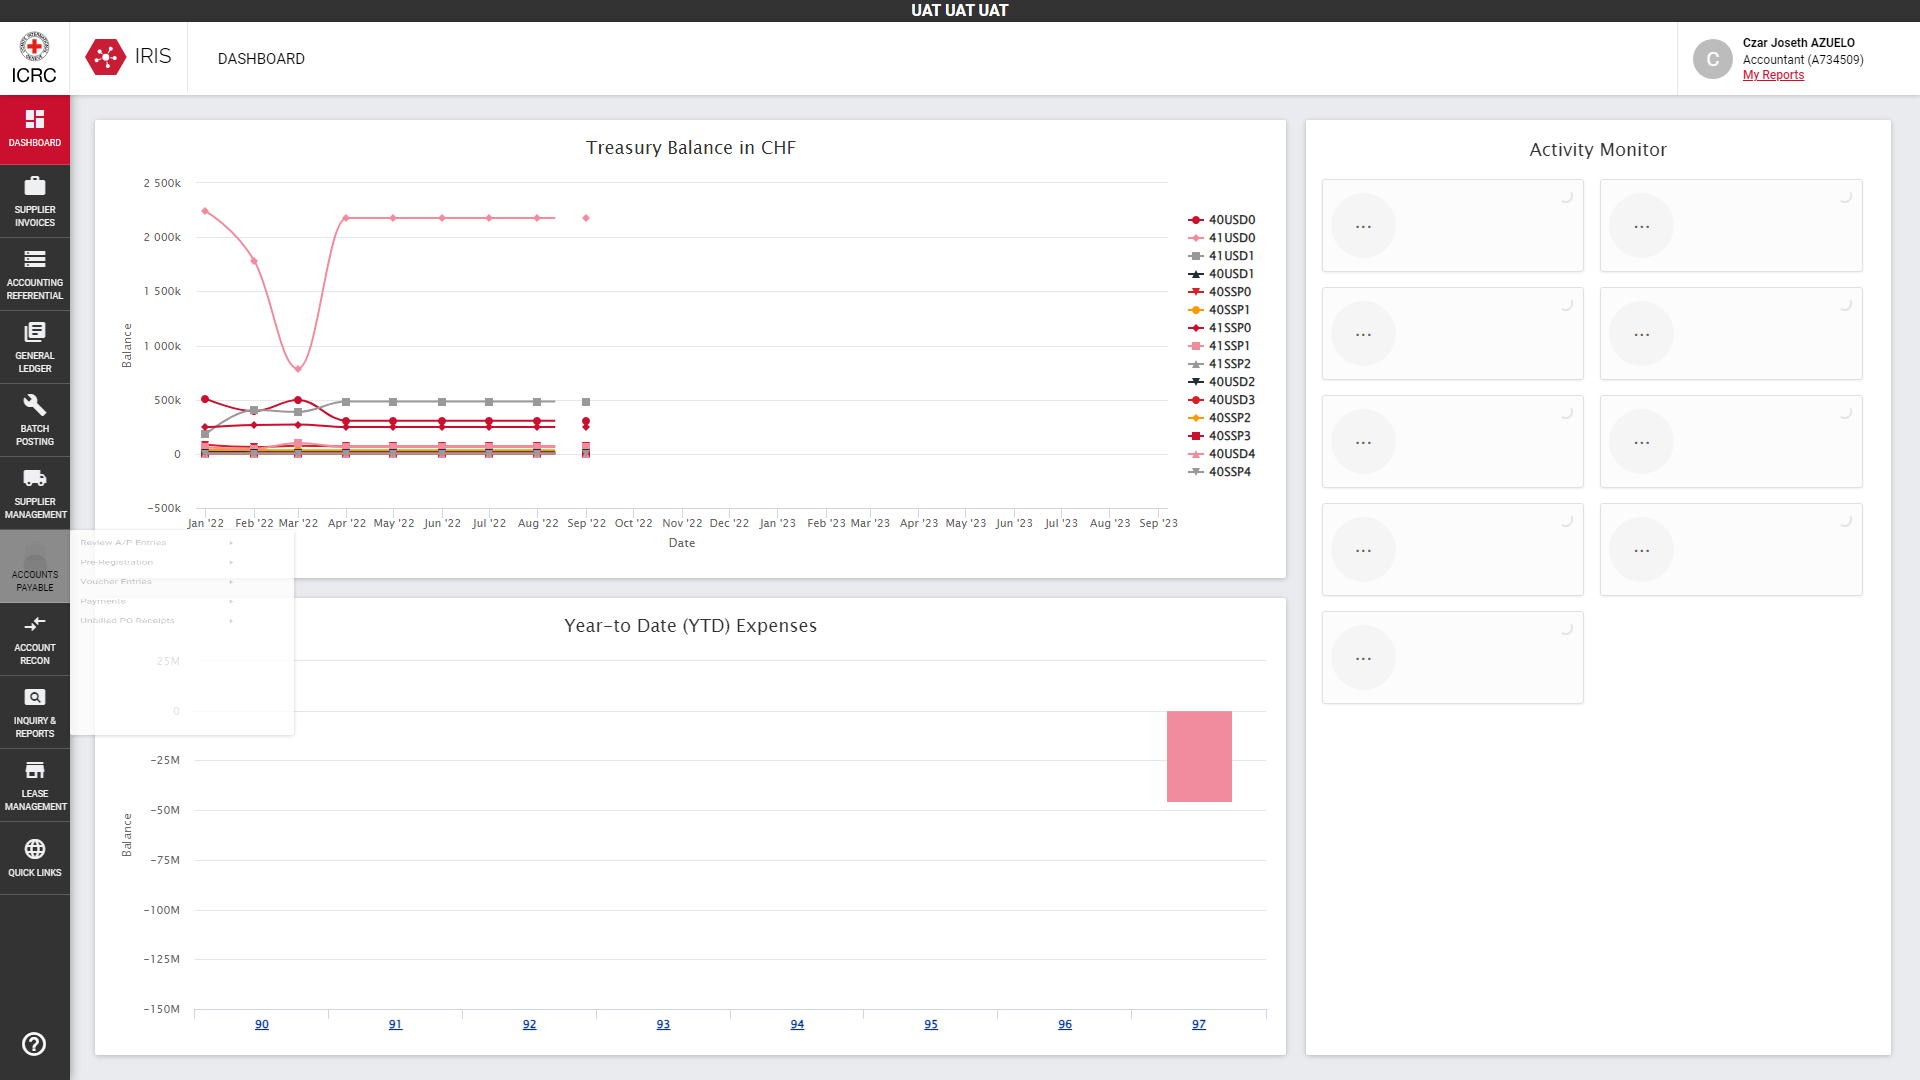 UAT UAT UAT
ICRC
IRIS
DASHBOARD
C
Czar Joseth AZUELO
Accountant (A734509)
My Reports
DASHBOARD
SUPPLIER
INVOICES
ACCOUNTING
REFERENTIAL
GENERAL
LEDGER
BATCH
POSTING
SUPPLIER
MANAGEMENT
ACCOUNTS
PAYABLE
ACCOUNT
RECON
INQUIRY &
REPORTS
LEASE
MANAGEMENT
QUICK LINKS
Review A/P Entries
Pre-Registration
Voucher Entries
Payments
Unbilled PO Receipts
Treasury Balance in CHF
2 500k
2 000k
1 500k
1 000k
500k
0
-500k
Balance
Jan '22 Feb '22 Mar '22 Apr '22 May '22 Jun '22 Jul '22 Aug '22 Sep '22 Oct '22 Nov '22 Dec '22 Jan '23 Feb '23 Mar '23 Apr '23 May '23 Jun '23 Jul '23 Aug '23 Sep '23
Date
40USD0
41USD0
41USD1
40USD1
40SSP0
40SSP1
41SSP0
41SSP1
41SSP2
40USD2
40USD3
40SSP2
40SSP3
40USD4
40SSP4
Year-to Date (YTD) Expenses
25M
0
-25M
-50M
-75M
-100M
-125M
-150M
Balance
90 91 92 93 94 95 96 97
Activity Monitor
... ...
... ...
... ...
... ...
...